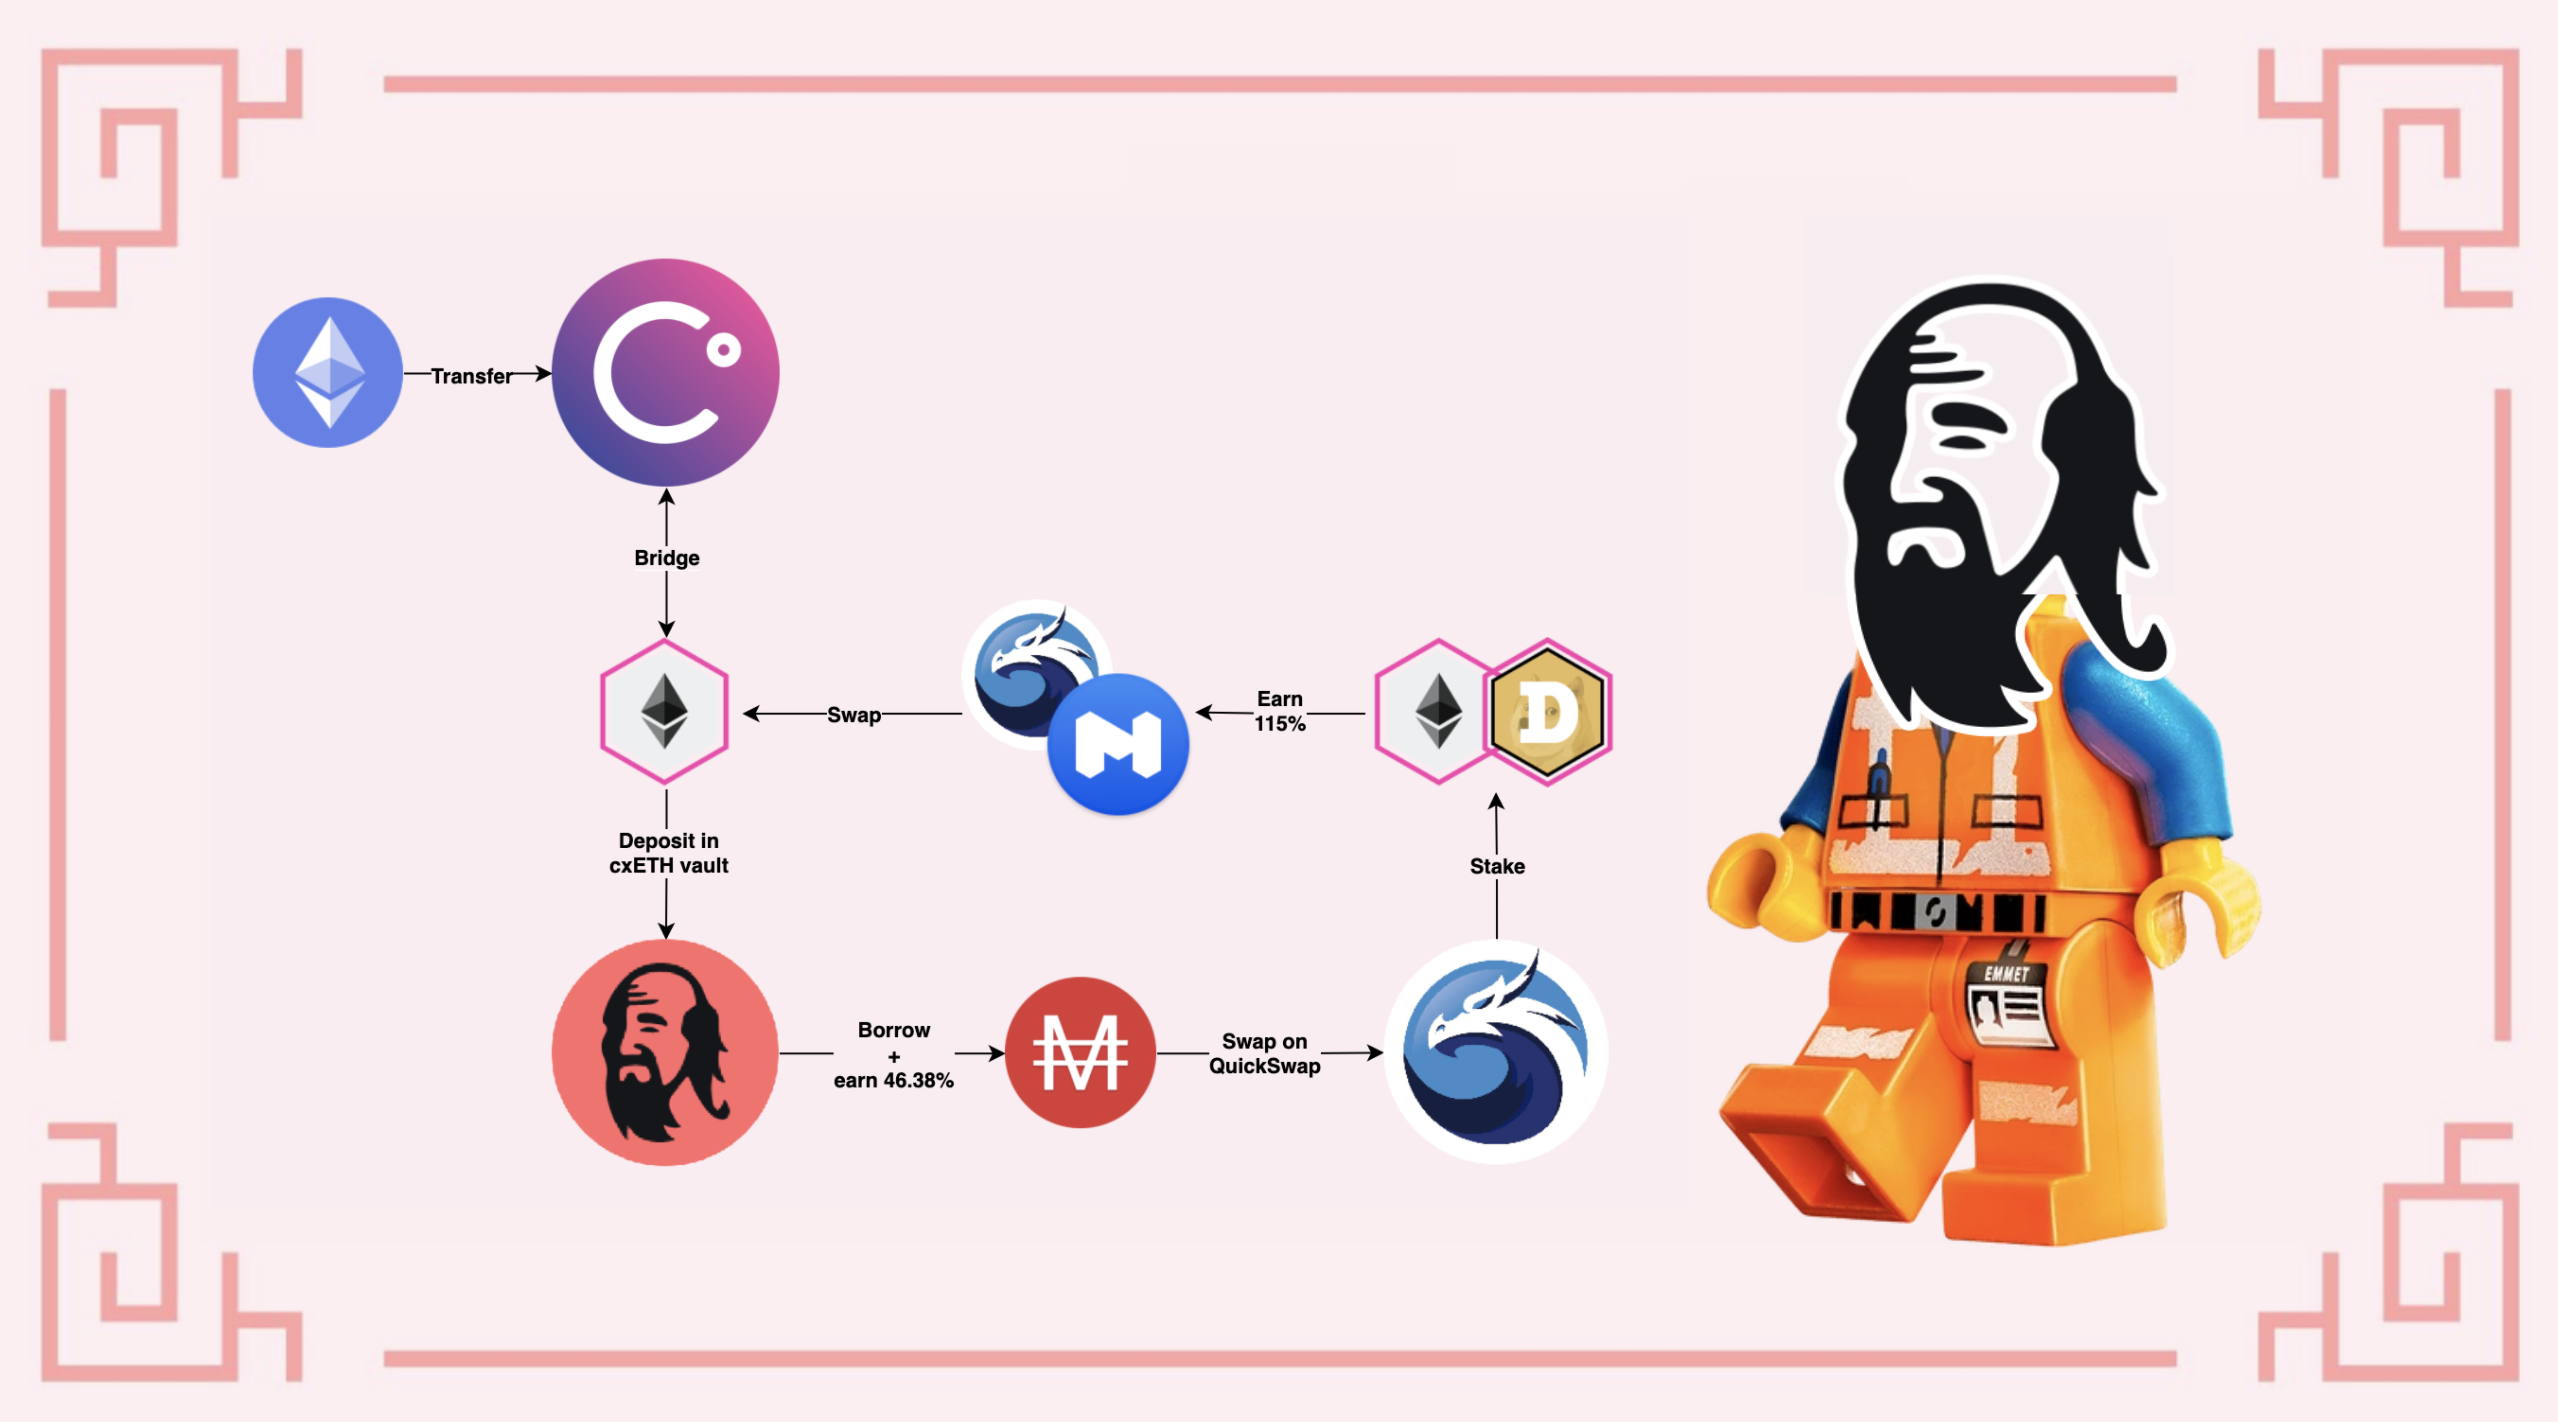 Transfer
Bridge
Swap
Earn
115%
D
Deposit in
cxETH vault
Stake
Borrow
+
earn 46.38%
Swap on
QuickSwap
EMMET